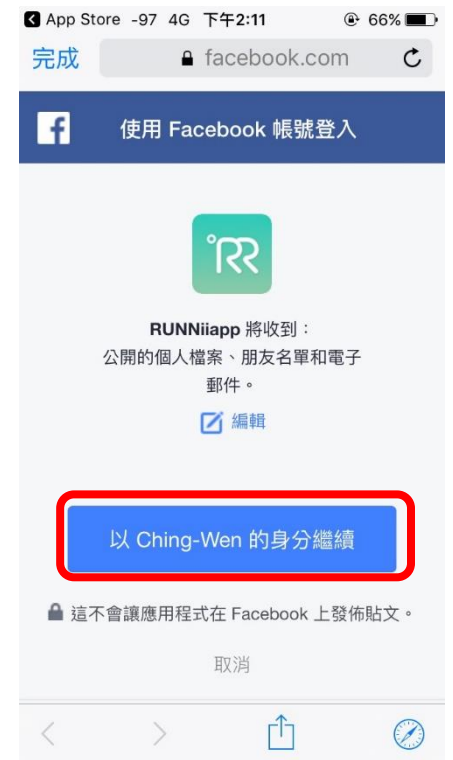 App Store -97 4G 下午2:11 66%
完成 facebook.com
f 使用 Facebook 帳號登入
°RR
RUNNiiapp 將收到：
公開的個人檔案、朋友名單和電子
郵件。
編輯
以 Ching-Wen 的身分繼續
這不會讓應用程式在 Facebook 上發佈貼文。
取消